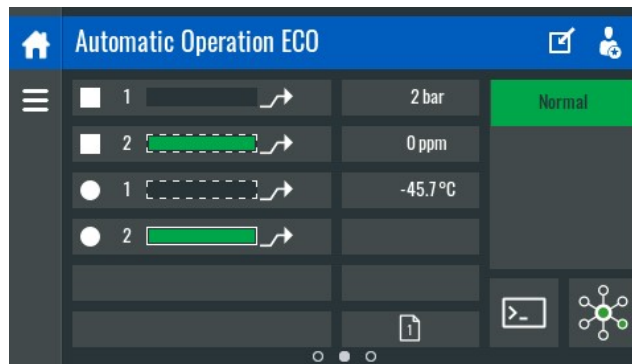 Automatic Operation ECO
1 2 bar Normal
2 0 ppm
1 -45.7 °C
2
1